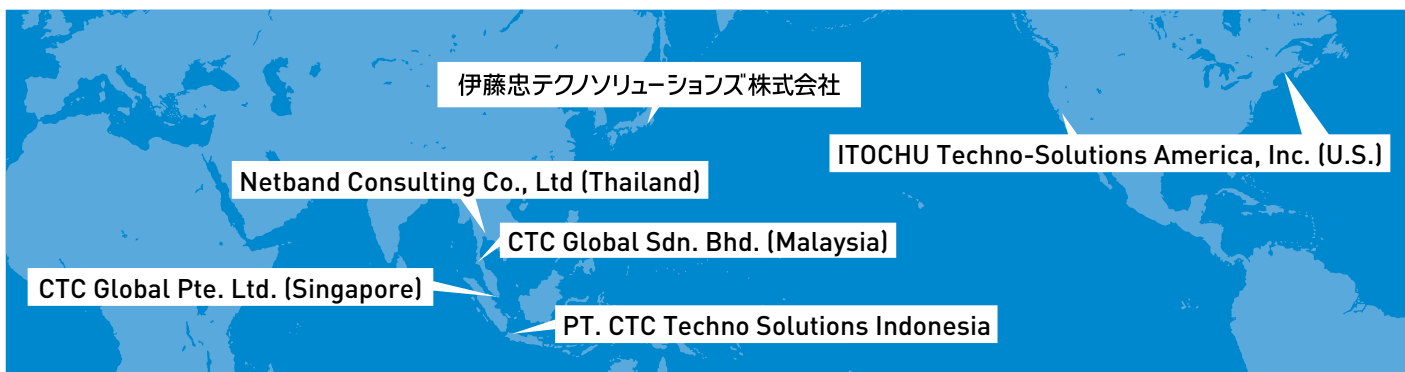 伊藤忠テクノソリューションズ株式会社
ITOCHU Techno-Solutions America, Inc. (U.S.)
Netband Consulting Co., Ltd (Thailand)
CTC Global Sdn. Bhd. (Malaysia)
CTC Global Pte. Ltd. (Singapore)
PT. CTC Techno Solutions Indonesia